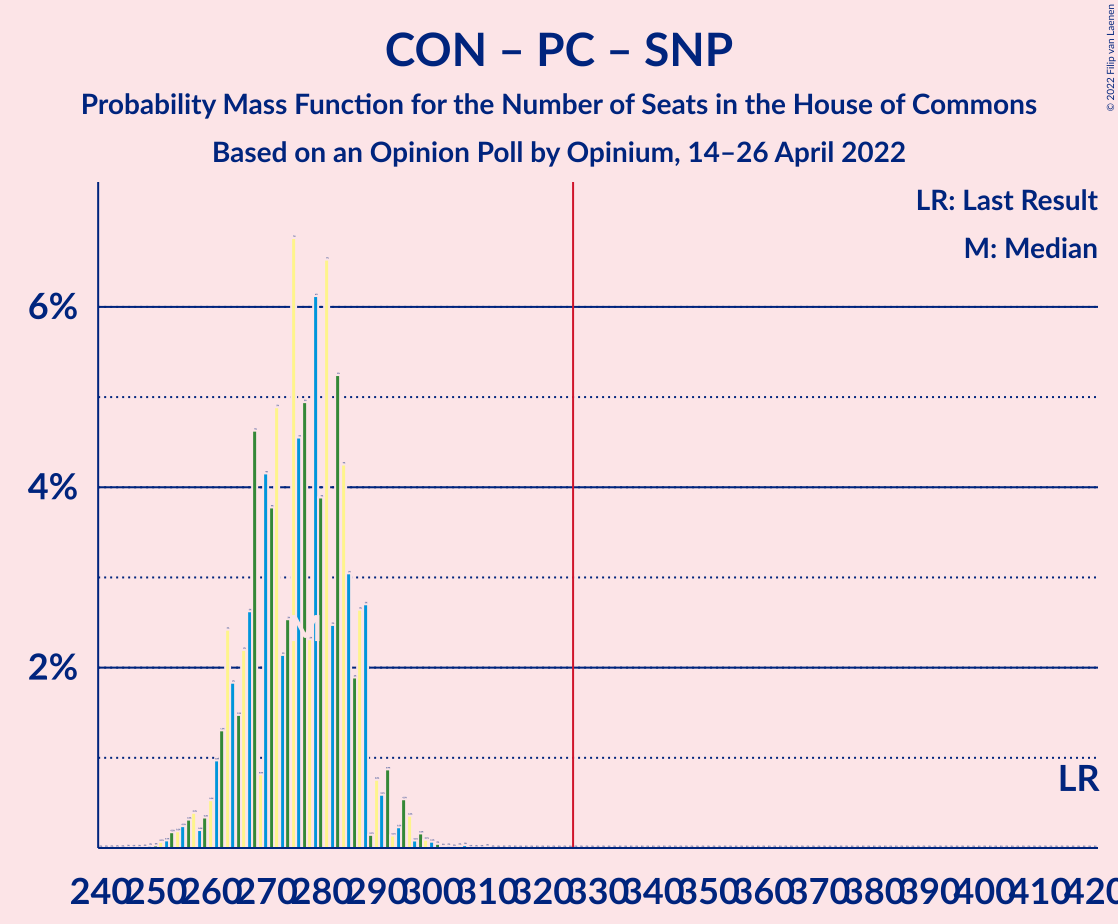 CON – PC – SNP
Probability Mass Function for the Number of Seats in the House of Commons
Based on an Opinion Poll by Opinium, 14–26 April 2022
© 2022 Filip van Laenen
LR: Last Result
M: Median
6%
4%
2%
M
LR
240 250 260 270 280 290 300 310 320 330 340 350 360 370 380 390 400 410 420